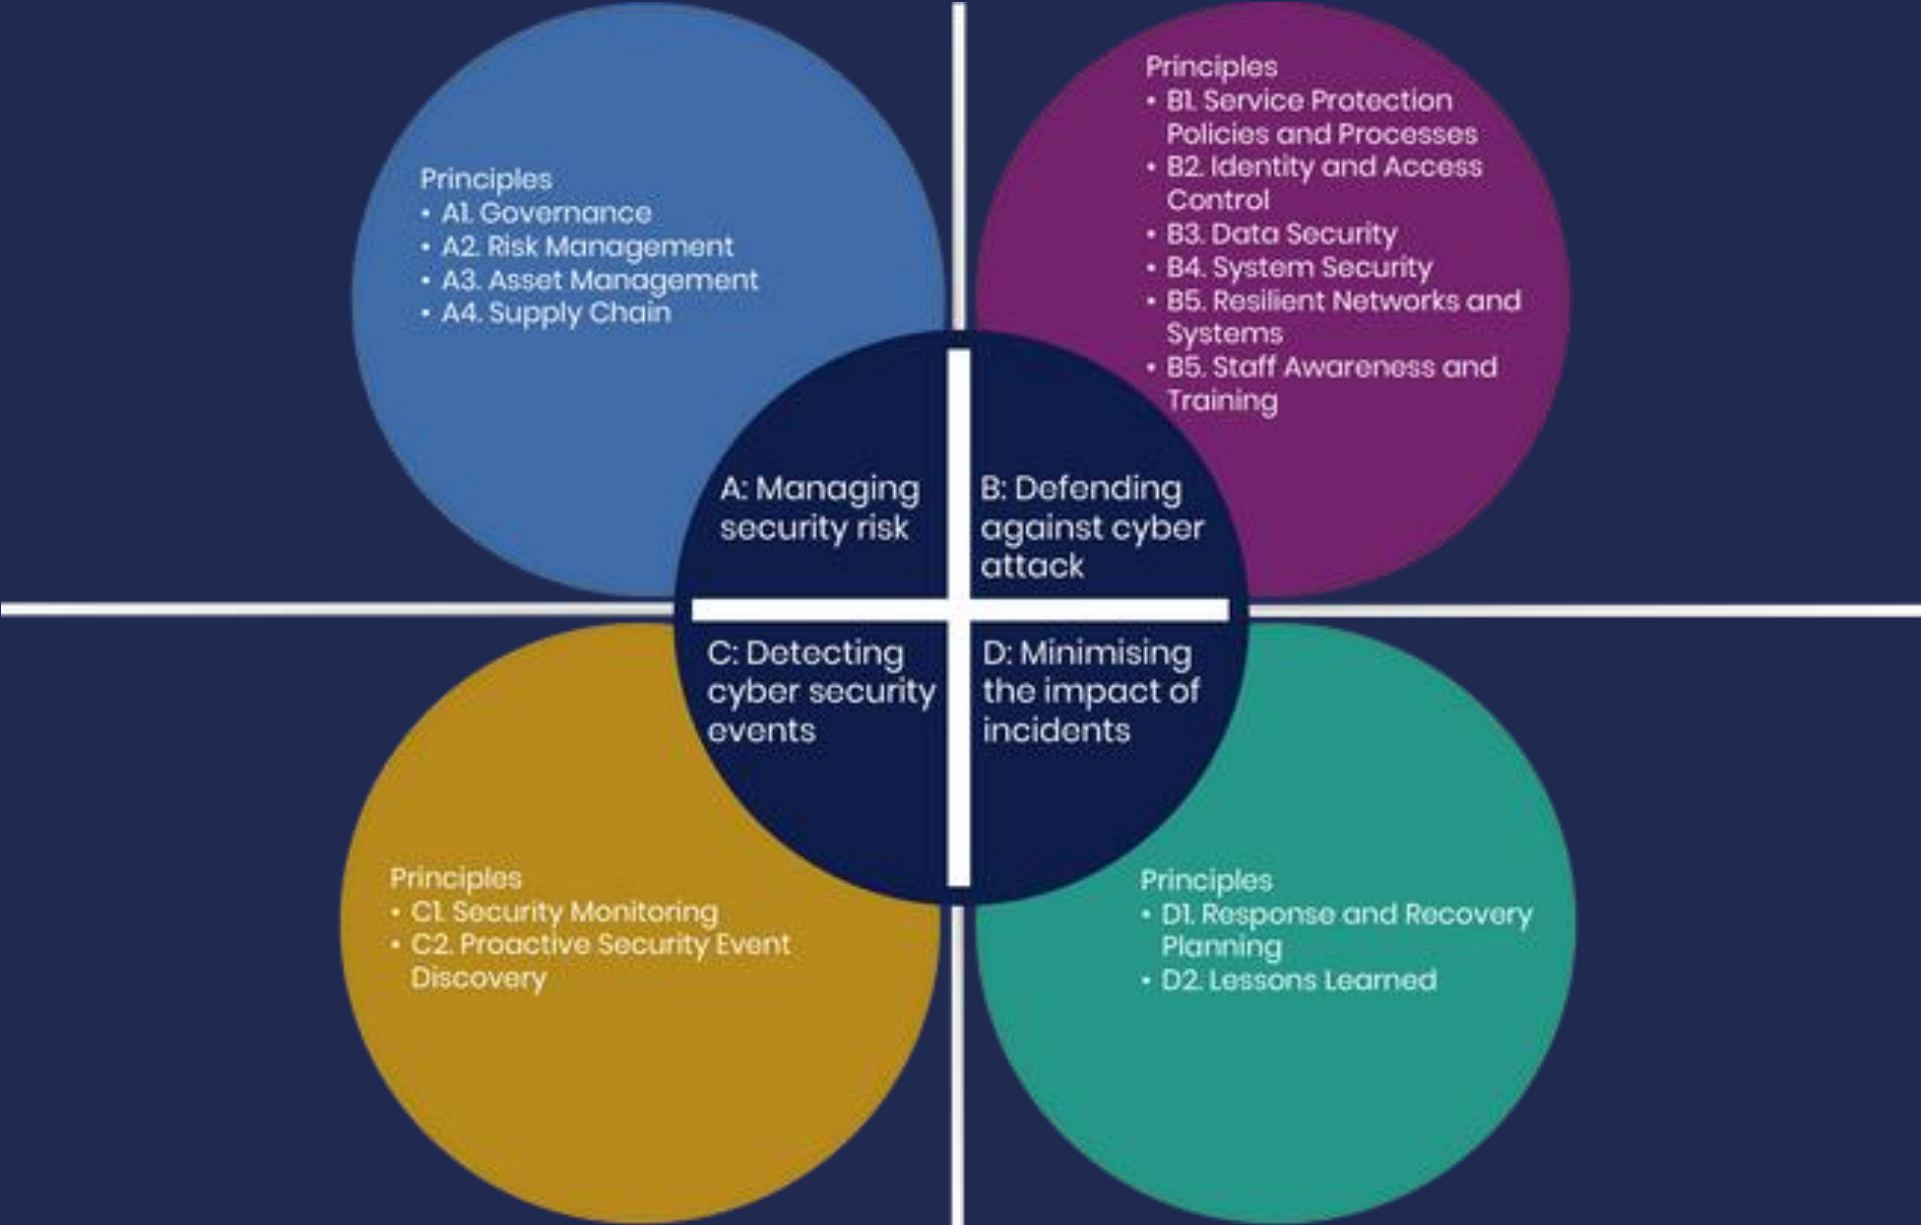 Principles
• A1. Governance
• A2. Risk Management
• A3. Asset Management
• A4. Supply Chain
Principles
• B1. Service Protection
Policies and Processes
• B2. Identity and Access
Control
• B3. Data Security
• B4. System Security
• B5. Resilient Networks and
Systems
• B5. Staff Awareness and
Training
A: Managing
security risk
B: Defending
against cyber
attack
C: Detecting
cyber security
events
D: Minimising
the impact of
incidents
Principles
• C1. Security Monitoring
• C2. Proactive Security Event
Discovery
Principles
• D1. Response and Recovery
Planning
• D2. Lessons Learned